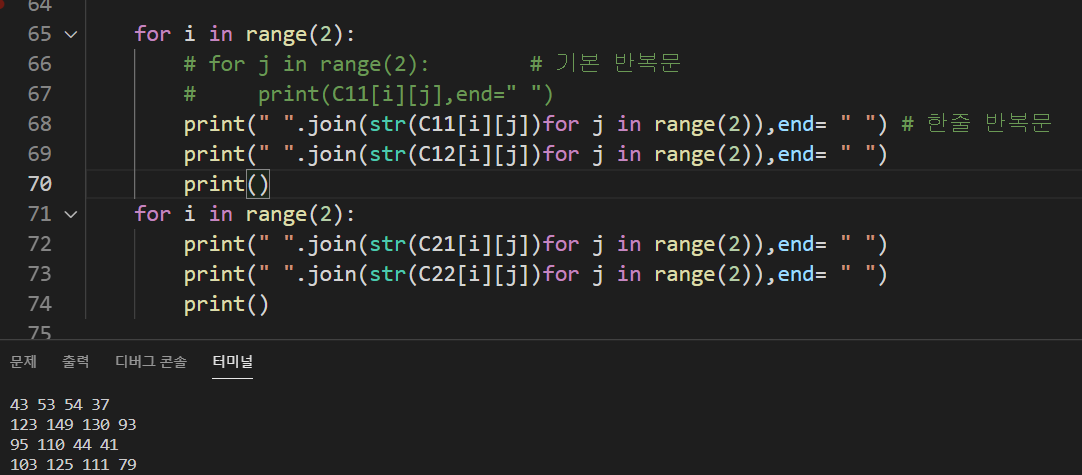 64
65 for i in range(2):
66 # for j in range(2): # 기본 반복문
67 # print(C11[i][j],end=" ")
68 print(" ".join(str(C11[i][j])for j in range(2)),end= " ") # 한줄 반복문
69 print(" ".join(str(C12[i][j])for j in range(2)),end= " ")
70 print()
71 for i in range(2):
72 print(" ".join(str(C21[i][j])for j in range(2)),end= " ")
73 print(" ".join(str(C22[i][j])for j in range(2)),end= " ")
74 print()
75
문제 출력 디버그 콘솔 터미널
43 53 54 37
123 149 130 93
95 110 44 41
103 125 111 79